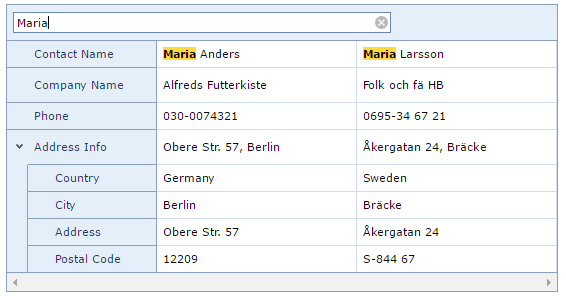 Maria
Contact Name Maria Anders Maria Larsson
Company Name Alfreds Futterkiste Folk och fä HB
Phone 030-0074321 0695-34 67 21
Address Info Obere Str. 57, Berlin Åkergatan 24, Bräcke
Country Germany Sweden
City Berlin Bräcke
Address Obere Str. 57 Åkergatan 24
Postal Code 12209 S-844 67